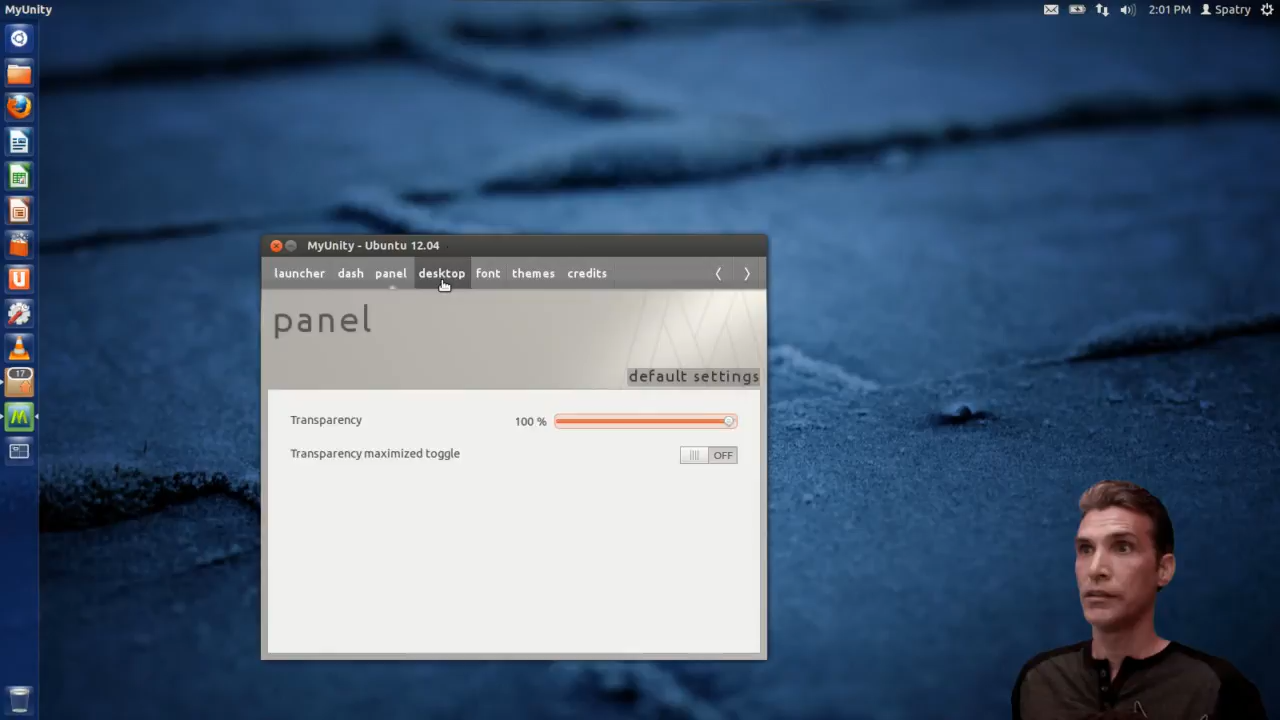 MyUnity
2:01 PM Spatry
17
MyUnity - Ubuntu 12.04
launcher dash panel desktop font themes credits
panel
default settings
Transparency 100 %
Transparency maximized toggle OFF